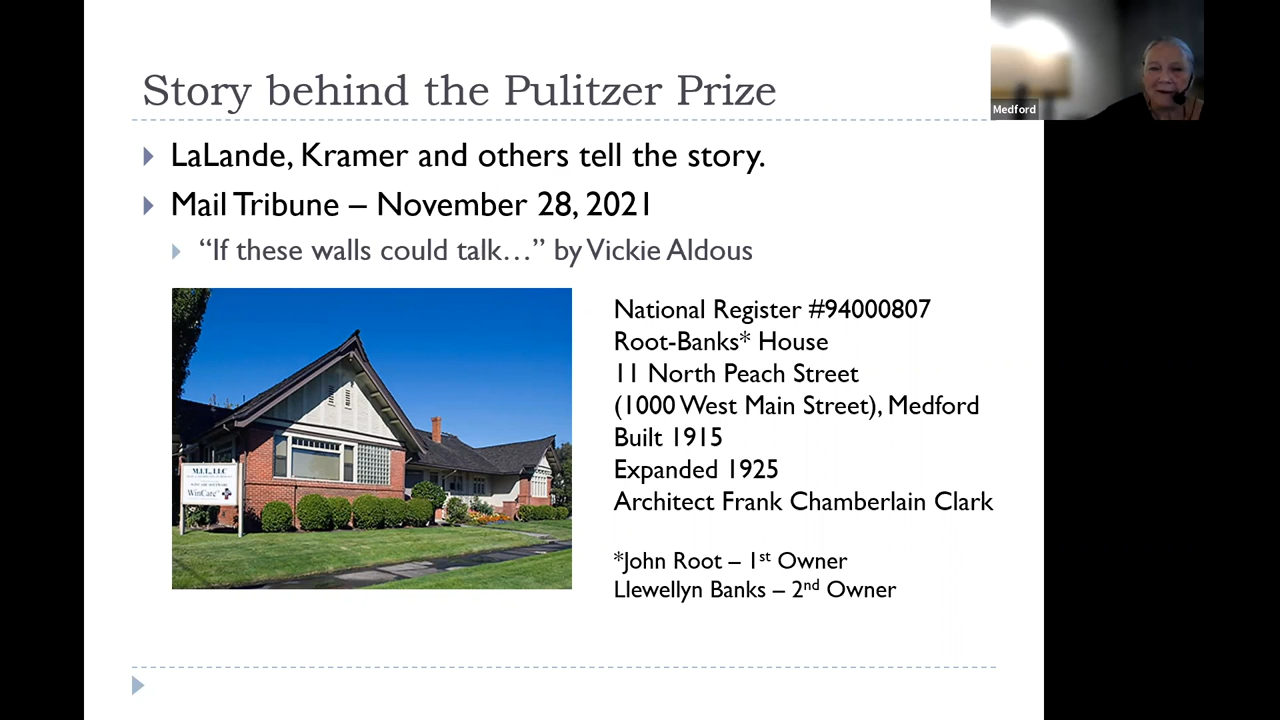 Story behind the Pulitzer Prize
Medford
LaLande, Kramer and others tell the story.
Mail Tribune – November 28, 2021
“If these walls could talk…” by Vickie Aldous
National Register #94000807
Root-Banks* House
11 North Peach Street
(1000 West Main Street), Medford
Built 1915
Expanded 1925
Architect Frank Chamberlain Clark
*John Root – 1st Owner
Llewellyn Banks – 2nd Owner
M.I.I., LLC
WinCare